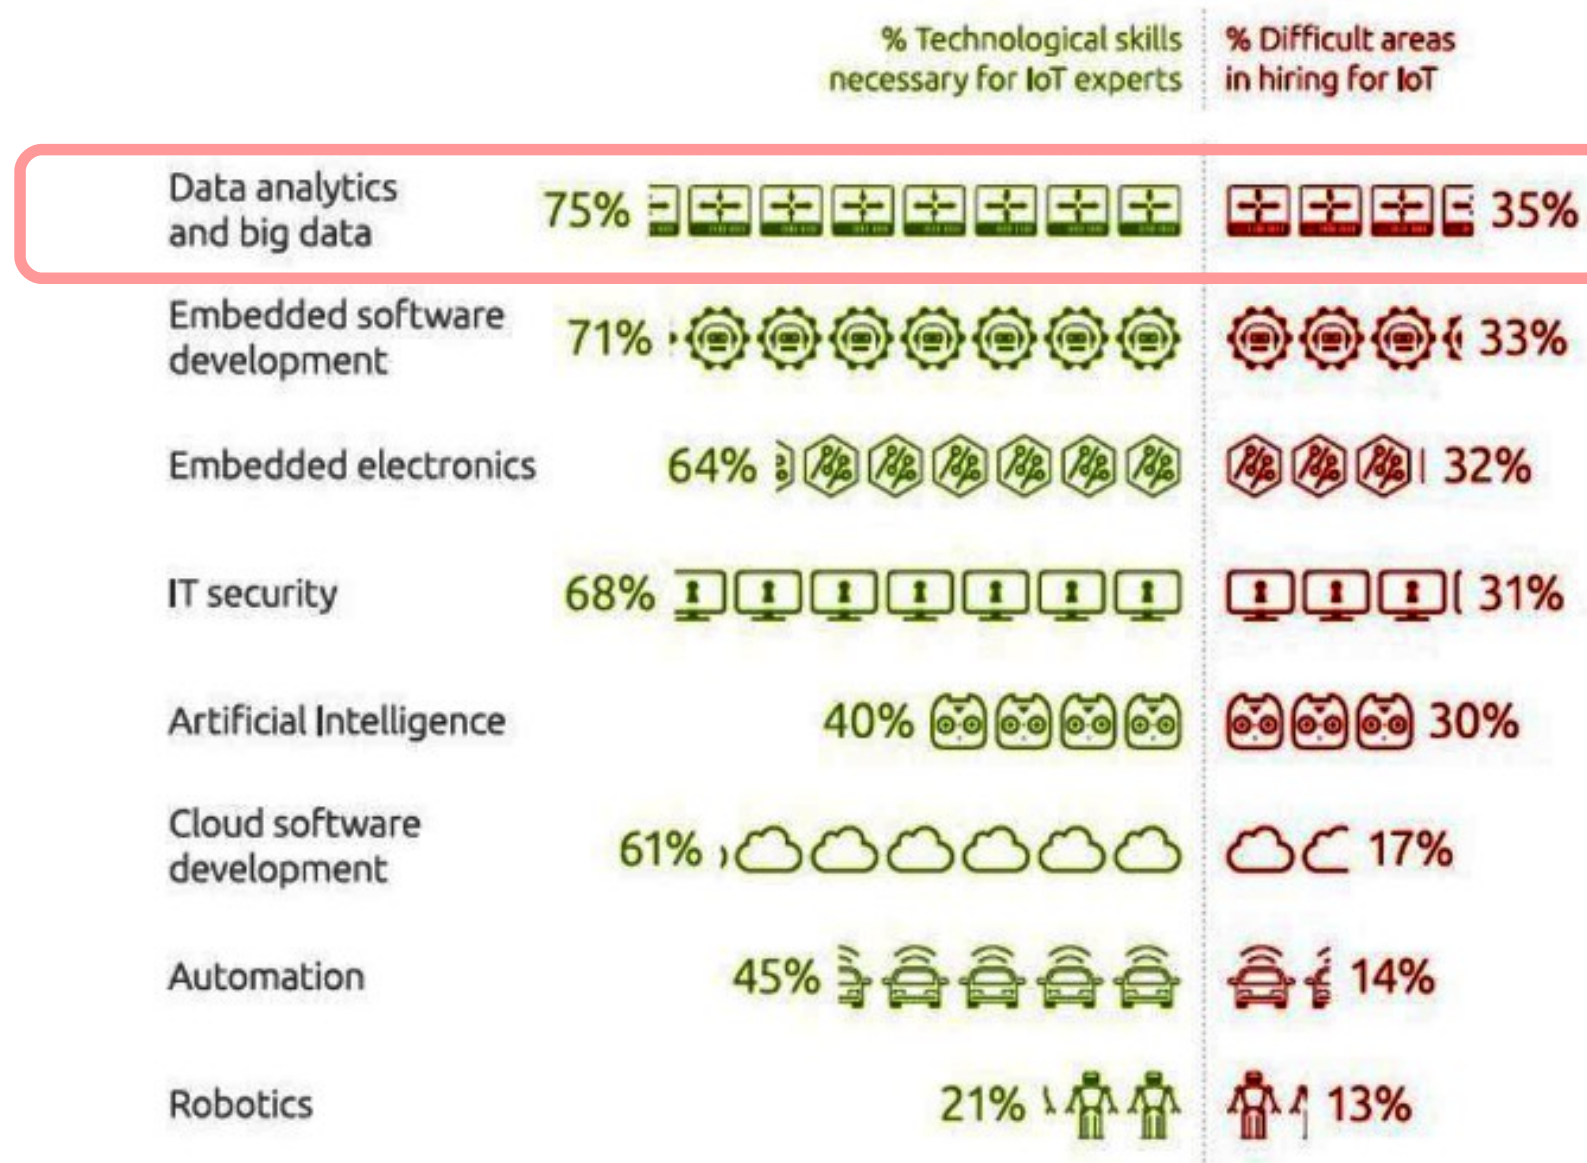 % Technological skills
necessary for IoT experts
% Difficult areas
in hiring for IoT
Data analytics
and big data
75%
35%
Embedded software
development
71%
33%
Embedded electronics
64%
32%
IT security
68%
31%
Artificial Intelligence
40%
30%
Cloud software
development
61%
17%
Automation
45%
14%
Robotics
21%
13%